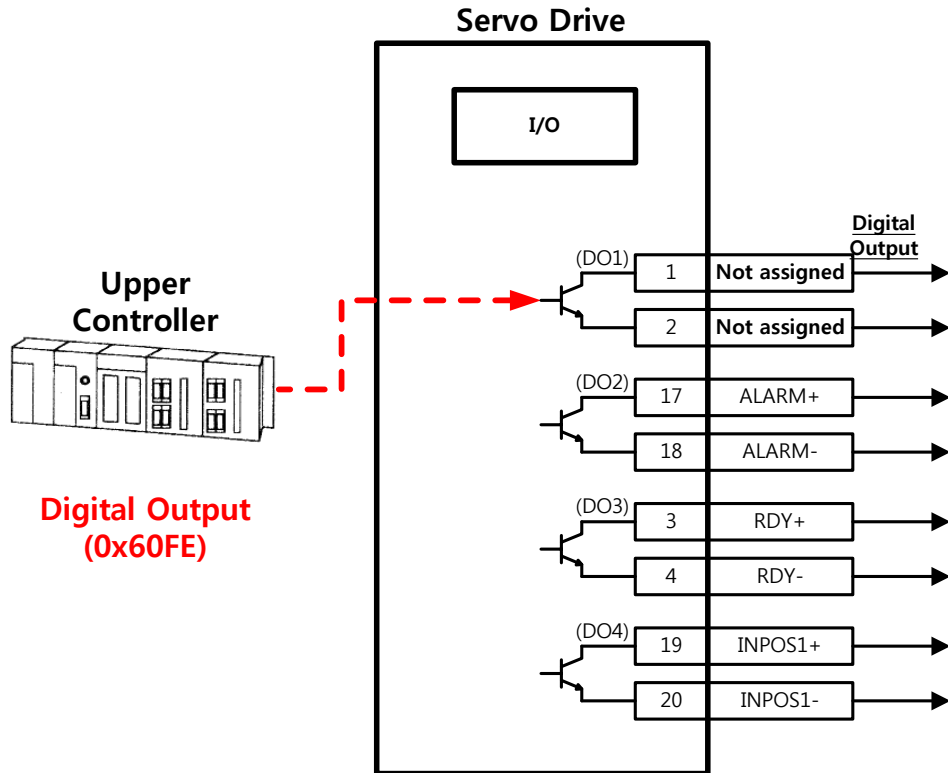 Servo Drive
I/O
Digital
Output
(DO1)
1
Not assigned
2
Not assigned
Upper
Controller
(DO2)
17
ALARM+
18
ALARM-
Digital Output
(0x60FE)
(DO3)
3
RDY+
4
RDY-
(DO4)
19
INPOS1+
20
INPOS1-